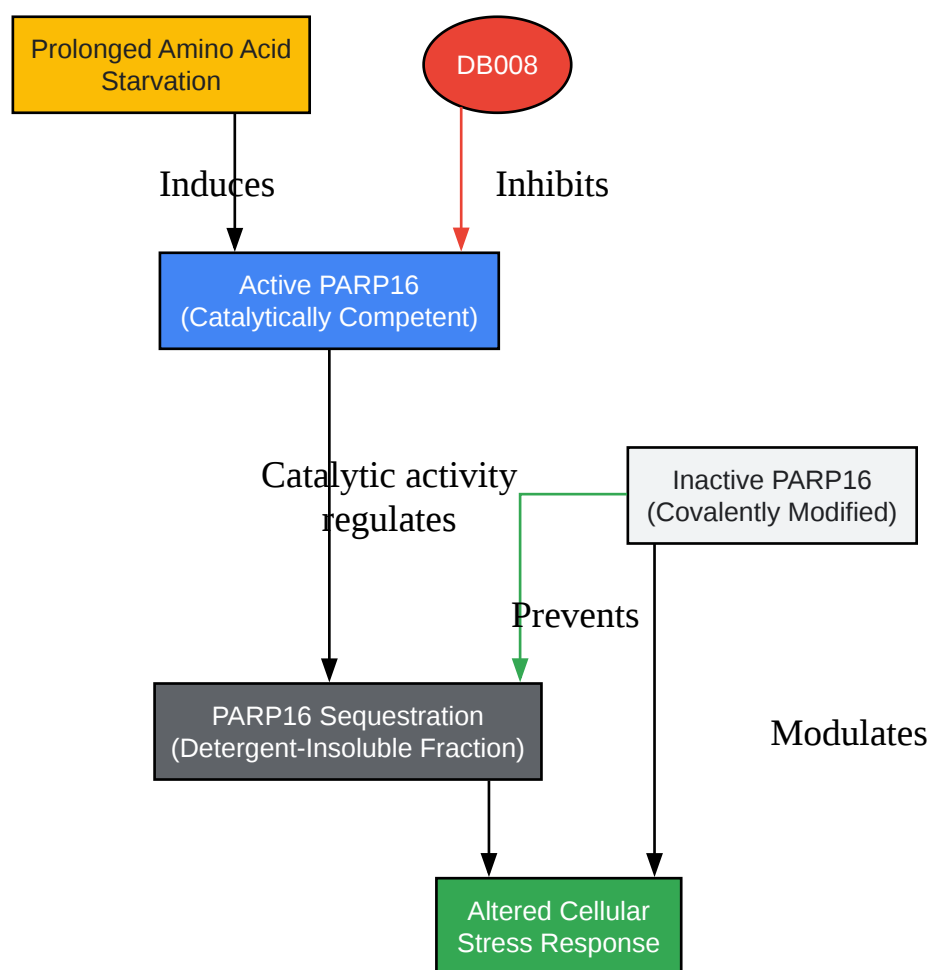 Prolonged Amino Acid
Starvation
DB008
Induces
Inhibits
Active PARP16
(Catalytically Competent)
Catalytic activity
regulates
Inactive PARP16
(Covalently Modified)
Prevents
PARP16 Sequestration
(Detergent-Insoluble Fraction)
Modulates
Altered Cellular
Stress Response